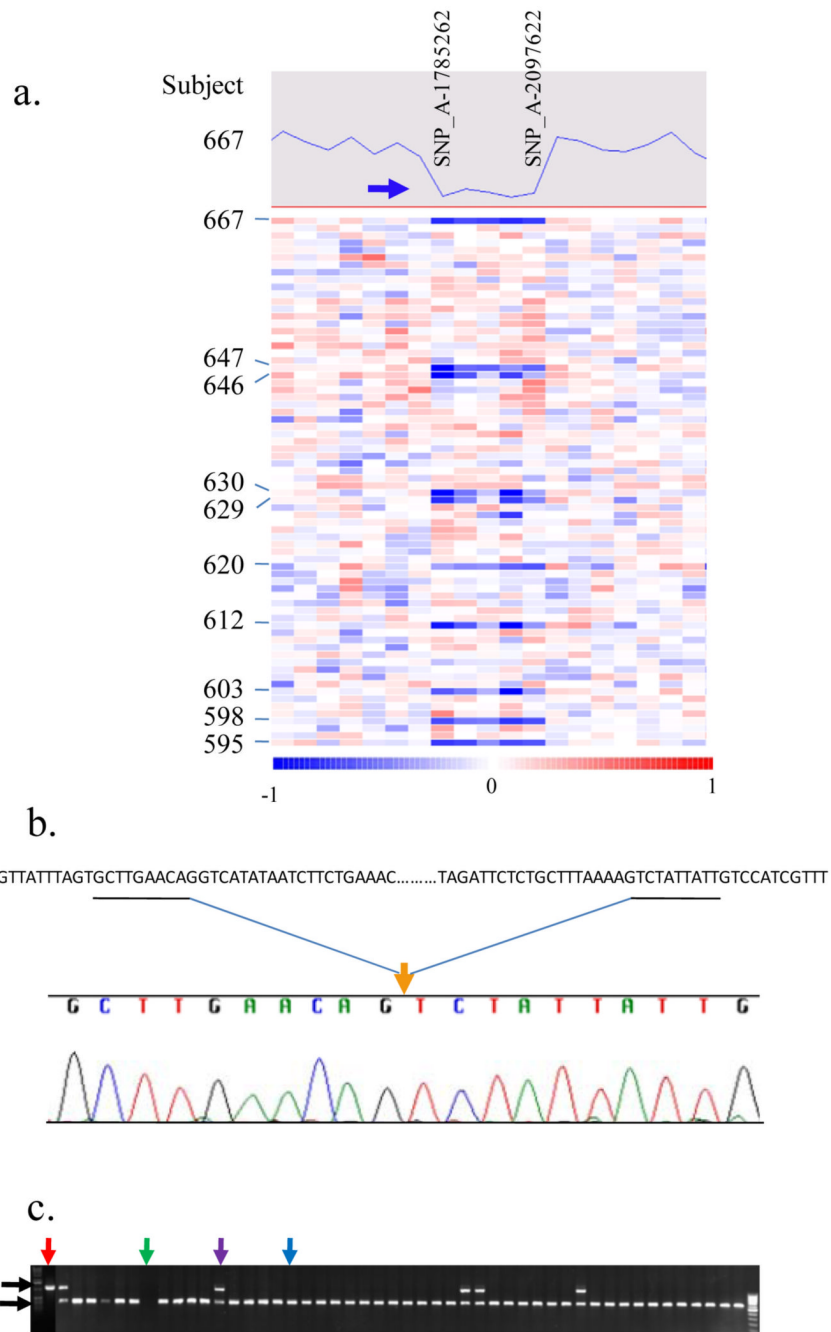 a.
Subject
SNP_A-1785262
SNP_A-2097622
667
667
647
646
630
629
620
612
603
598
595
-1
0
1
b.
GTTATTTAGTGCTTGAACAGGTCATATAATCTTCTGAAAC………TAGATTCTCTGCTTTAAAAGTCTATTATTGTCCATCGTTT
G C T T G A A C A G T C T A T T A T T G
c.